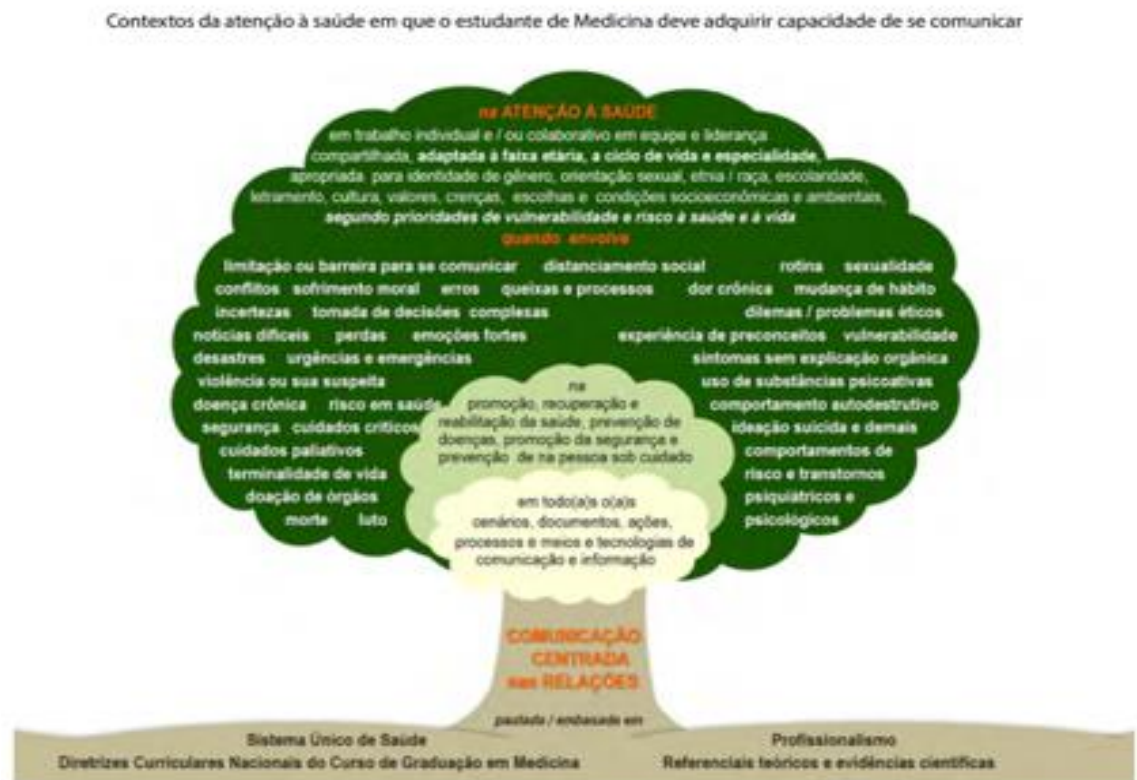 Contextos da atenção à saúde em que o estudante de Medicina deve adquirir capacidade de se comunicar
na ATENÇÃO À SAÚDE
em trabalho individual e / ou colaborativo em equipe e liderança
compartilhada, adaptada à faixa etária, a ciclo de vida e especialidade,
apropriada para identidade de gênero, orientação sexual, etnia / raça, escolaridade,
letramento, cultura, valores, crenças, escolhas e condições socioeconômicas e ambientais,
segundo prioridades de vulnerabilidade e risco à saúde e à vida
quando envolve
limitação ou barreira para se comunicar distanciamento social rotina sexualidade
conflitos sofrimento moral erros queixas e processos dor crônica mudança de hábito
incertezas tomada de decisões complexas dilemas / problemas éticos
notícias difíceis perdas emoções fortes experiência de preconceitos vulnerabilidade
desastres urgências e emergências sintomas sem explicação orgânica
violência ou sua suspeita uso de substâncias psicoativas
doença crônica risco em saúde comportamento autodestrutivo
segurança cuidados críticos ideação suicida e demais
cuidados paliativos comportamentos de
terminalidade de vida risco e transtornos
doação de órgãos psiquiátricos e
morte luto psicológicos
na
promoção, recuperação e
reabilitação da saúde, prevenção de
doenças, promoção da segurança e
prevenção de na pessoa sob cuidado
em todo(a)s o(a)s
cenários, documentos, ações,
processos e meios e tecnologias de
comunicação e informação
COMUNICAÇÃO
CENTRADA
nas RELAÇÕES
pautada / embasada em
Sistema Único de Saúde Profissionalismo
Diretrizes Curriculares Nacionais do Curso de Graduação em Medicina Referenciais teóricos e evidências científicas